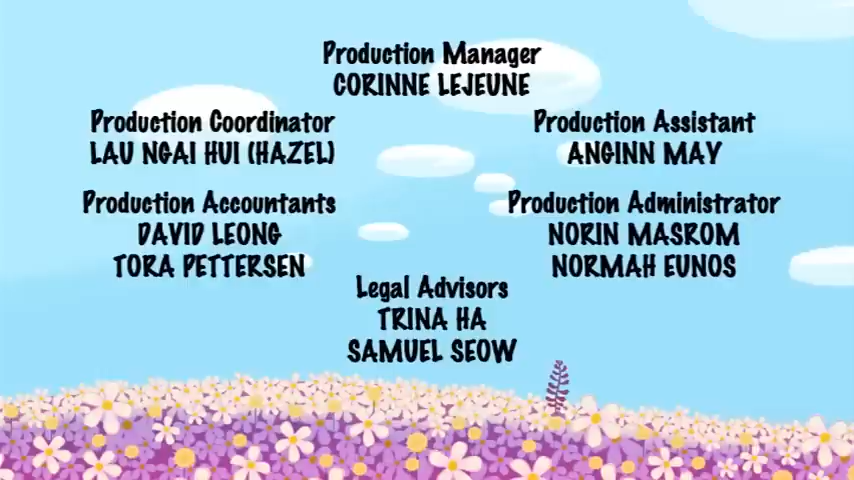 Production Manager
CORINNE LEJEUNE
Production Coordinator
LAU NGAI HUI (HAZEL)
Production Assistant
ANGINN MAY
Production Accountants
DAVID LEONG
TORA PETTERSEN
Production Administrator
NORIN MASROM
NORMAH EUNOS
Legal Advisors
TRINA HA
SAMUEL SEOW